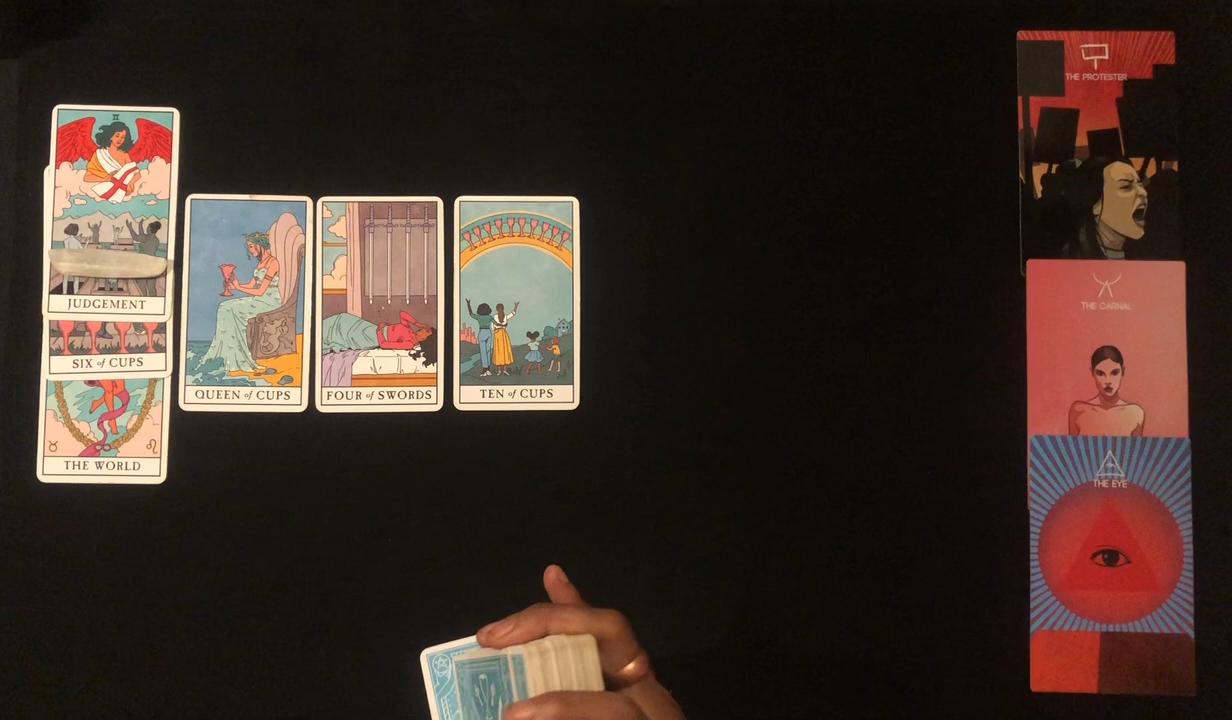 JUDGEMENT
SIX of CUPS
THE WORLD
QUEEN of CUPS
FOUR of SWORDS
TEN of CUPS
THE PROTESTER
THE CARNAL
THE EYE